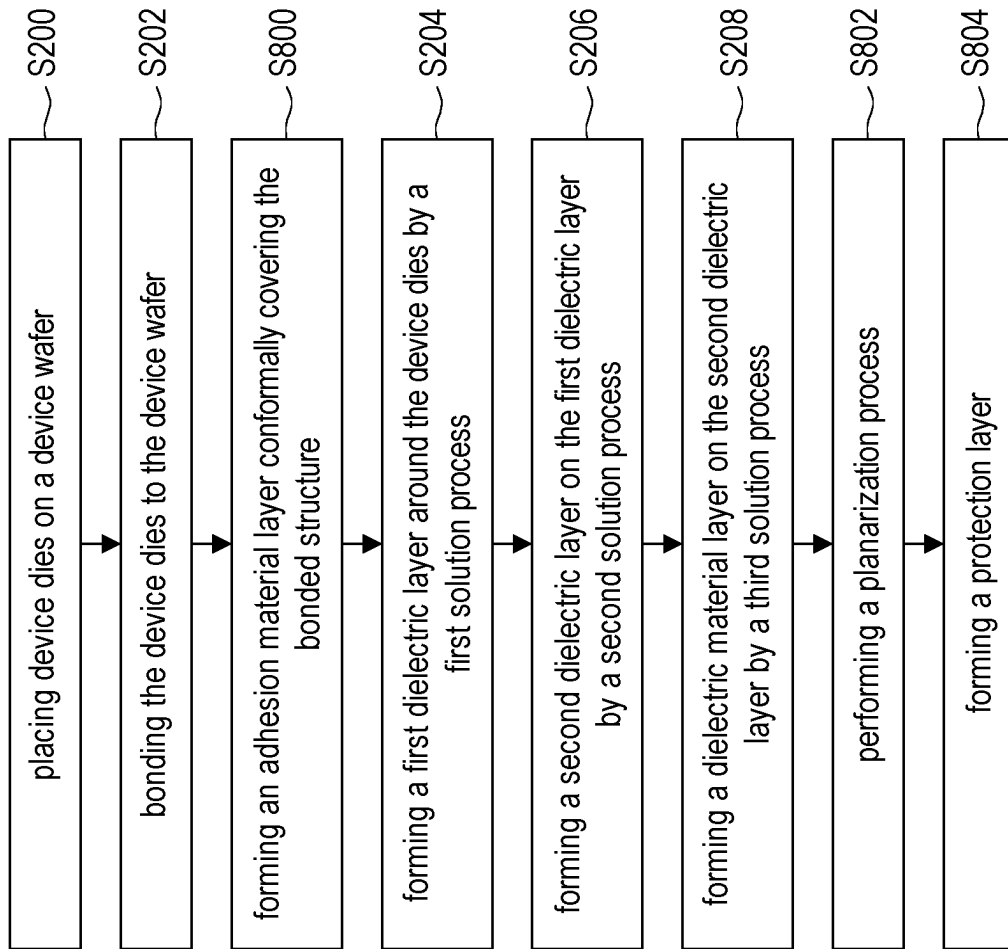 placing device dies on a device wafer
S200
bonding the device dies to the device wafer
S202
forming an adhesion material layer conformally covering the
bonded structure
S800
forming a first dielectric layer around the device dies by a
first solution process
S204
forming a second dielectric layer on the first dielectric layer
by a second solution process
S206
forming a dielectric material layer on the second dielectric
layer by a third solution process
S208
performing a planarization process
S802
forming a protection layer
S804